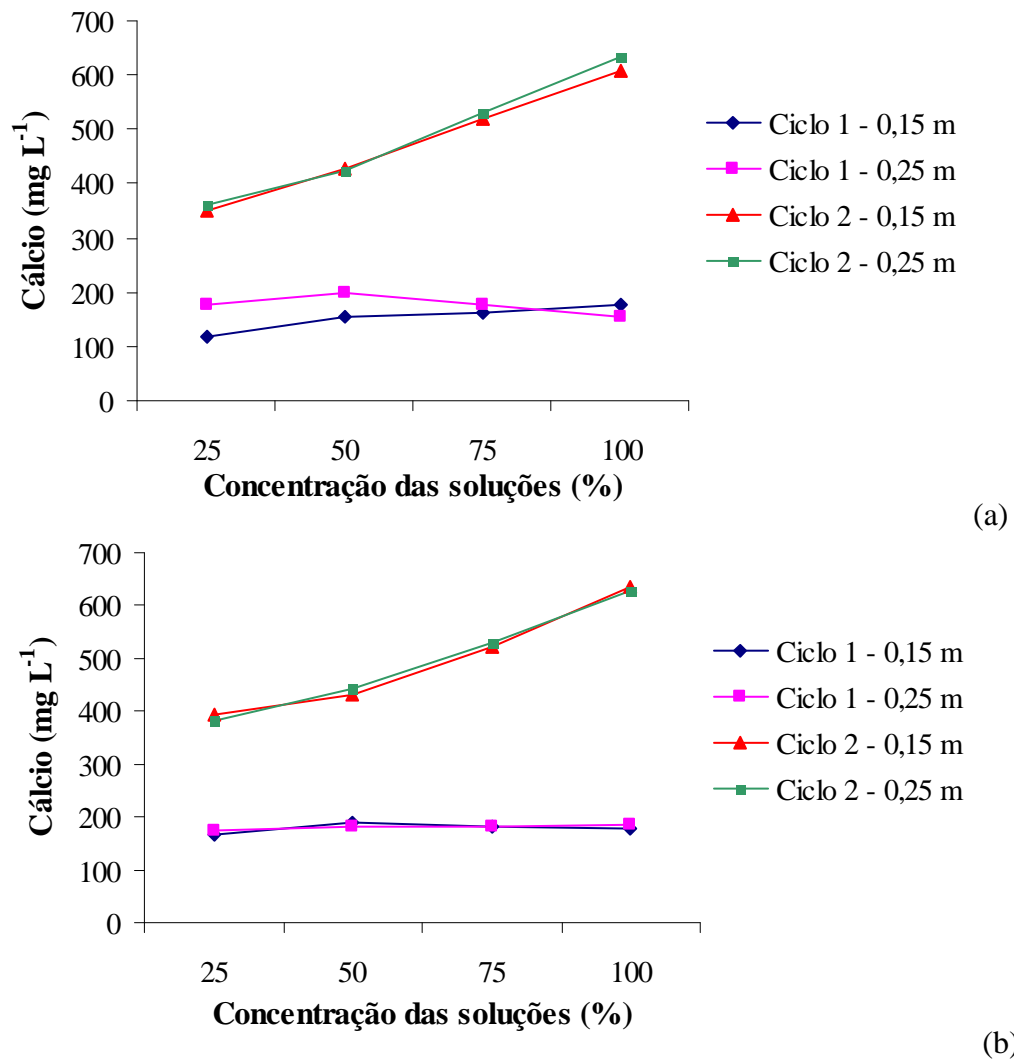 700
600
500
400
300
200
100
0
Cálcio (mg L-1)
25 50 75 100
Concentração das soluções (%)
Ciclo 1 - 0,15 m
Ciclo 1 - 0,25 m
Ciclo 2 - 0,15 m
Ciclo 2 - 0,25 m
(a)
700
600
500
400
300
200
100
0
Cálcio (mg L-1)
25 50 75 100
Concentração das soluções (%)
Ciclo 1 - 0,15 m
Ciclo 1 - 0,25 m
Ciclo 2 - 0,15 m
Ciclo 2 - 0,25 m
(b)